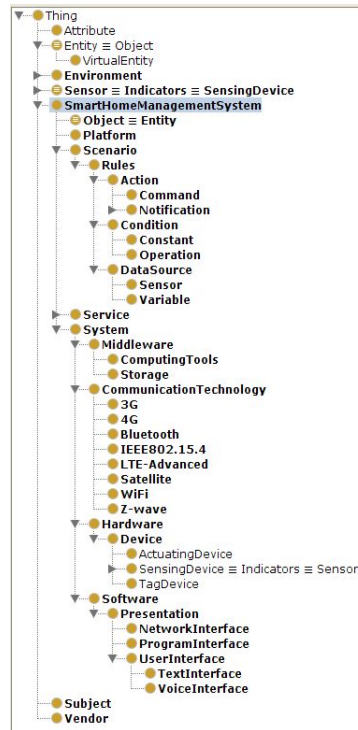 Thing
Attribute
Entity ≡ Object
VirtualEntity
Environment
Sensor ≡ Indicators ≡ SensingDevice
SmartHomeManagementSystem
Object ≡ Entity
Platform
Scenario
Rules
Action
Command
Notification
Condition
Constant
Operation
DataSource
Sensor
Variable
Service
System
Middleware
ComputingTools
Storage
CommunicationTechnology
3G
4G
Bluetooth
IEEE802.15.4
LTE-Advanced
Satellite
WiFi
Z-wave
Hardware
Device
ActuatingDevice
SensingDevice ≡ Indicators ≡ Sensor
TagDevice
Software
Presentation
NetworkInterface
ProgramInterface
UserInterface
TextInterface
VoiceInterface
Subject
Vendor